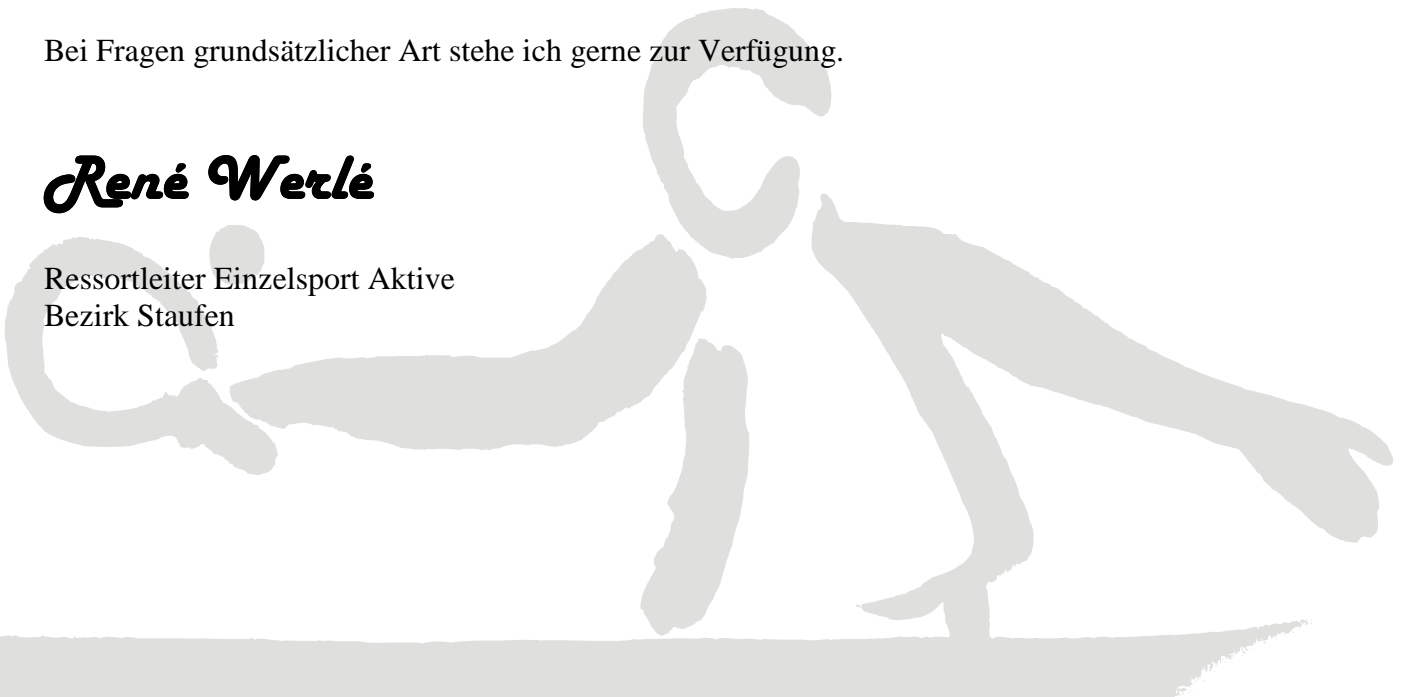 Bei Fragen grundsätzlicher Art stehe ich gerne zur Verfügung.
René Werlé
Ressortleiter Einzelsport Aktive
Bezirk Staufen